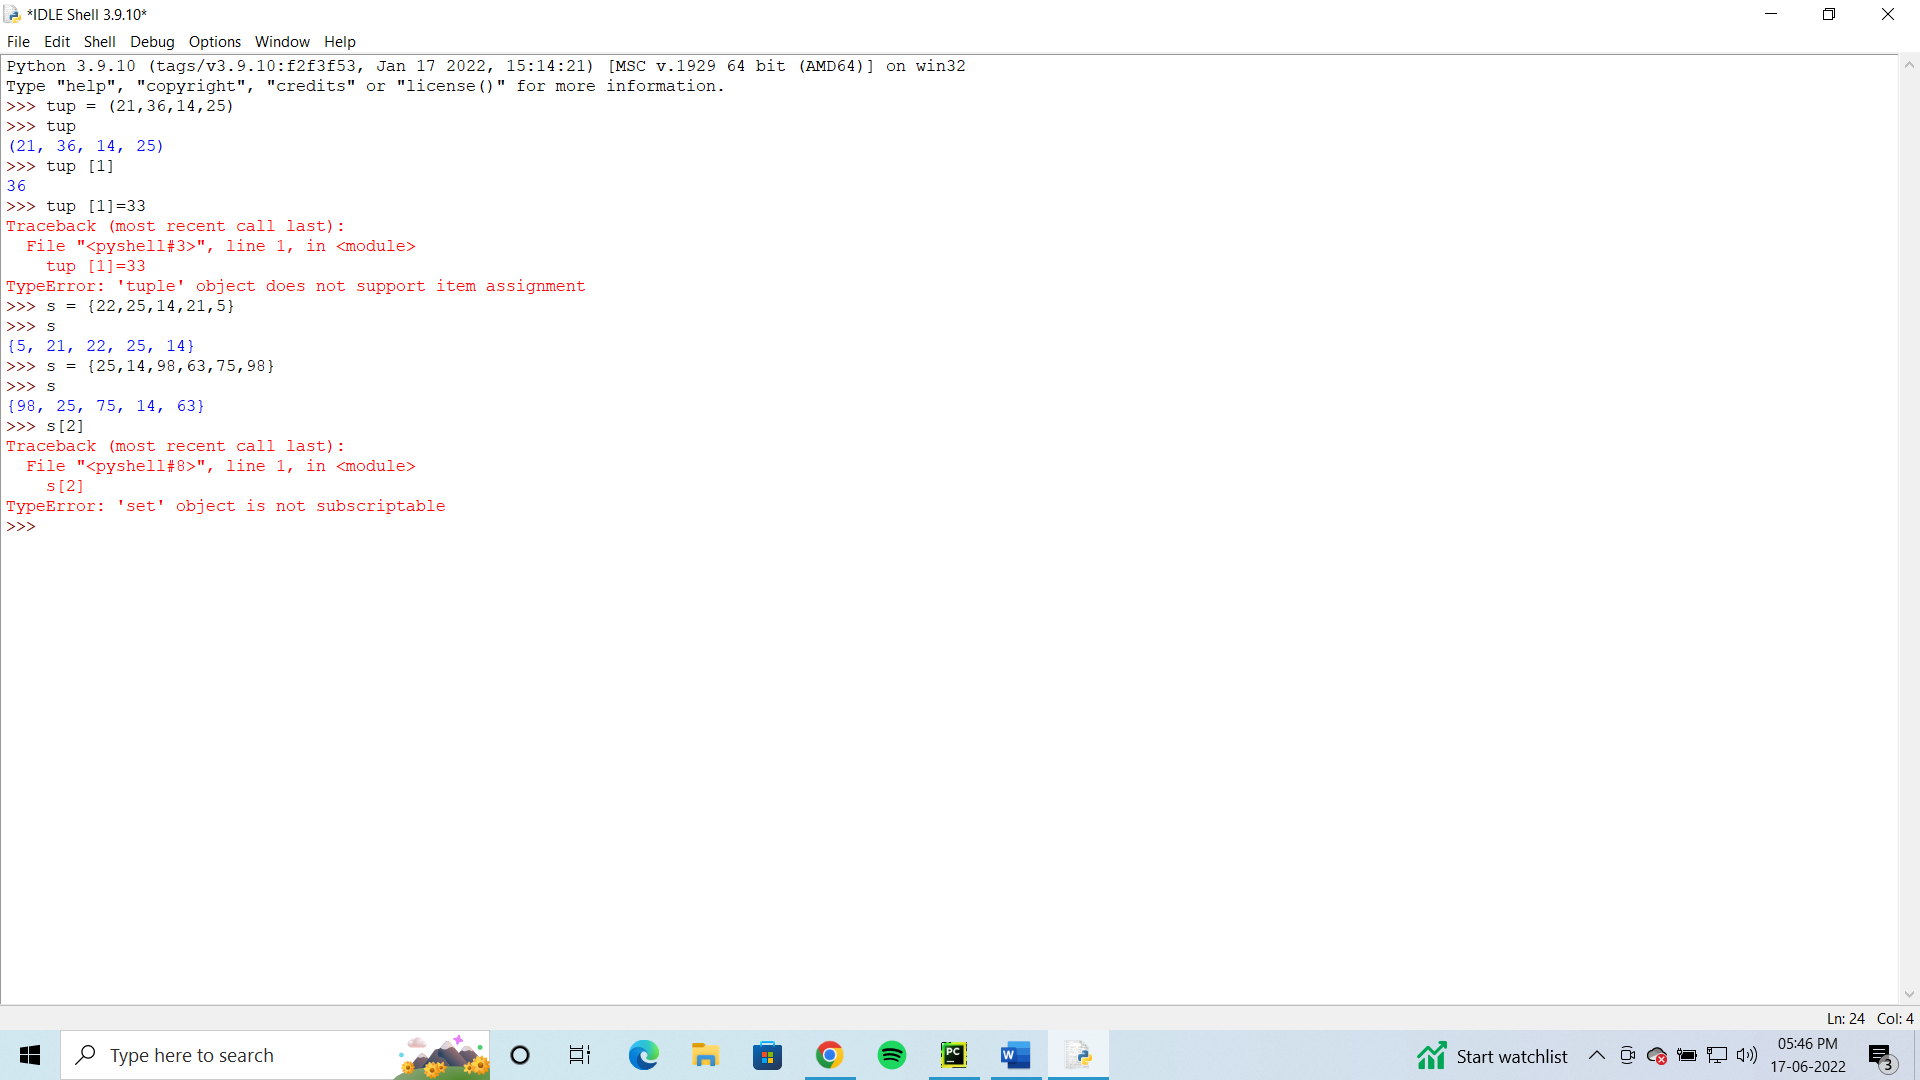 *IDLE Shell 3.9.10*
File Edit Shell Debug Options Window Help
Python 3.9.10 (tags/v3.9.10:f2f3f53, Jan 17 2022, 15:14:21) [MSC v.1929 64 bit (AMD64)] on win32
Type "help", "copyright", "credits" or "license()" for more information.
>>> tup = (21,36,14,25)
>>> tup
(21, 36, 14, 25)
>>> tup [1]
36
>>> tup [1]=33
Traceback (most recent call last):
  File "<pyshell#3>", line 1, in <module>
    tup [1]=33
TypeError: 'tuple' object does not support item assignment
>>> s = {22,25,14,21,5}
>>> s
{5, 21, 22, 25, 14}
>>> s = {25,14,98,63,75,98}
>>> s
{98, 25, 75, 14, 63}
>>> s[2]
Traceback (most recent call last):
  File "<pyshell#8>", line 1, in <module>
    s[2]
TypeError: 'set' object is not subscriptable
>>>
Ln: 24 Col: 4
Type here to search
PC
W
Start watchlist
05:46 PM
17-06-2022
3